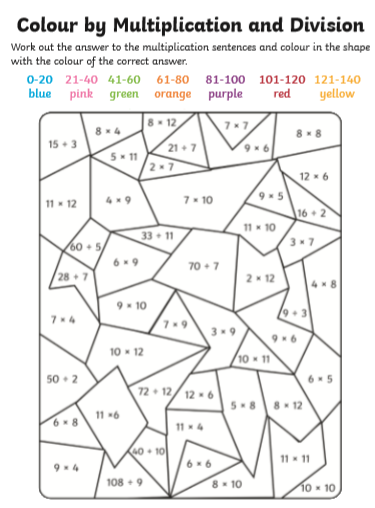 Colour by Multiplication and Division
Work out the answer to the multiplication sentences and colour in the shape
with the colour of the correct answer.
0-20 21-40 41-60 61-80 81-100 101-120 121-140
blue pink green orange purple red yellow
8 × 12
7 × 7
8 × 4
8 × 8
15 ÷ 3
21 ÷ 7
9 × 6
5 × 11
2 × 7
12 × 6
11 × 12
4 × 9
7 × 10
9 × 5
16 ÷ 2
11 × 10
33 ÷ 11
3 × 7
60 ÷ 5
6 × 9
70 ÷ 7
28 ÷ 7
2 × 12
4 × 8
9 × 10
9 ÷ 3
7 × 4
7 × 9
3 × 9
9 × 6
10 × 12
10 × 11
50 ÷ 2
6 × 5
72 ÷ 12
12 × 6
5 × 8
8 × 12
11 ×6
6 × 8
11 × 4
40 ÷ 10
11 × 11
9 × 4
6 × 6
108 ÷ 9
8 × 10
10 × 10